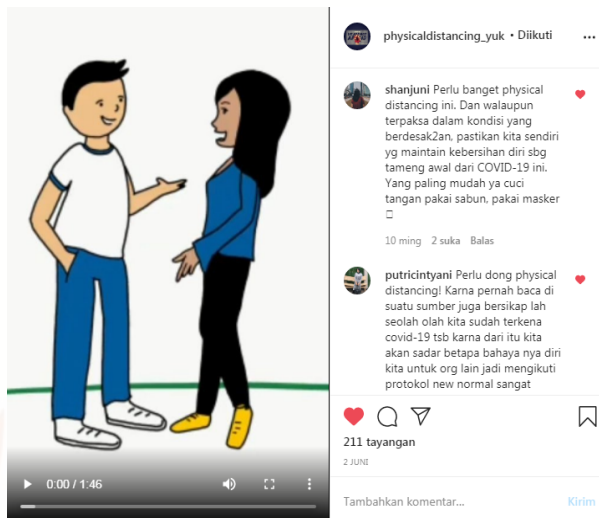 physicaldistancing_yuk • Diikuti
shanjuni Perlu banget physical
distancing ini. Dan walaupun
terpaksa dalam kondisi yang
berdesak2an, pastikan kita sendiri
yg maintain kebersihan diri sbg
tameng awal dari COVID-19 ini.
Yang paling mudah ya cuci
tangan pakai sabun, pakai masker
10 ming 2 suka Balas
putricintyani Perlu dong physical
distancing! Karna pernah baca di
suatu sumber juga bersikap lah
seolah olah kita sudah terkena
covid-19 tsb karna dari itu kita
akan sadar betapa bahaya nya diri
kita untuk org lain jadi mengikuti
protokol new normal sangat
211 tayangan
2 JUNI
0:00 / 1:46
Tambahkan komentar... Kirim